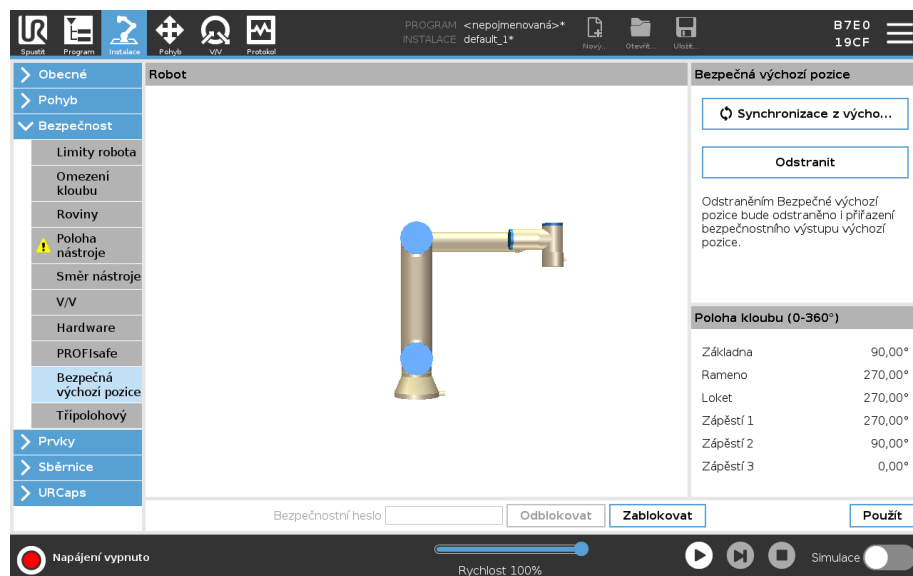 PROGRAM <nepojmenovaná>*
INSTALACE default_1*
B7E0
19CF
Spustit Program Instalace Pohyb V/V Protokol Nový... Otevřít... Uložit...
Obecné
Pohyb
Bezpečnost
Limity robota
Omezení
kloubu
Roviny
Poloha
nástroje
Směr nástroje
V/V
Hardware
PROFIsafe
Bezpečná
výchozí pozice
Třípolohový
Prvky
Sběrnice
URCaps
Robot
Bezpečná výchozí pozice
Synchronizace z výcho...
Odstranit
Odstraněním Bezpečné výchozí
pozice bude odstraněno i přiřazení
bezpečnostního výstupu výchozí
pozice.
Poloha kloubu (0-360°)
Základna 90,00°
Rameno 270,00°
Loket 270,00°
Zápěstí 1 270,00°
Zápěstí 2 90,00°
Zápěstí 3 0,00°
Bezpečnostní heslo Odblokovat Zablokovat Použít
Napájení vypnuto
Rychlost 100%
Simulace